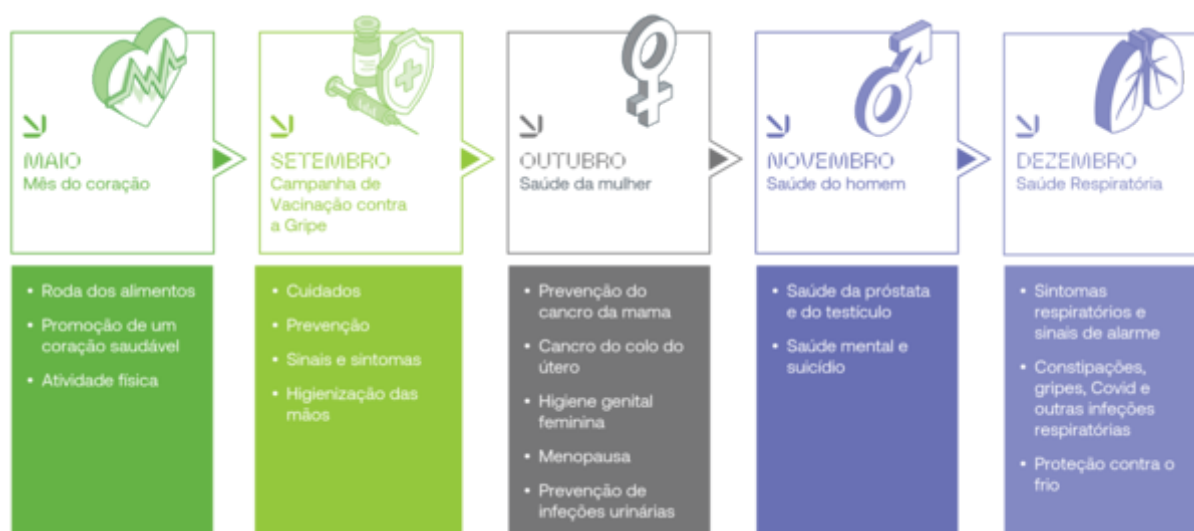 MAIO
Mês do coração
SETEMBRO
Campanha de
Vacinação contra
a Gripe
OUTUBRO
Saúde da mulher
NOVEMBRO
Saúde do homem
DEZEMBRO
Saúde Respiratória
• Roda dos alimentos
• Promoção de um
coração saudável
• Atividade física
• Cuidados
• Prevenção
• Sinais e sintomas
• Higienização das
mãos
• Prevenção do
cancro da mama
• Cancro do colo do
útero
• Higiene genital
feminina
• Menopausa
• Prevenção de
infeções urinárias
• Saúde da próstata
e do testículo
• Saúde mental e
suicídio
• Sintomas
respiratórios e
sinais de alarme
• Constipações,
gripes, Covid e
outras infeções
respiratórias
• Proteção contra o
frio